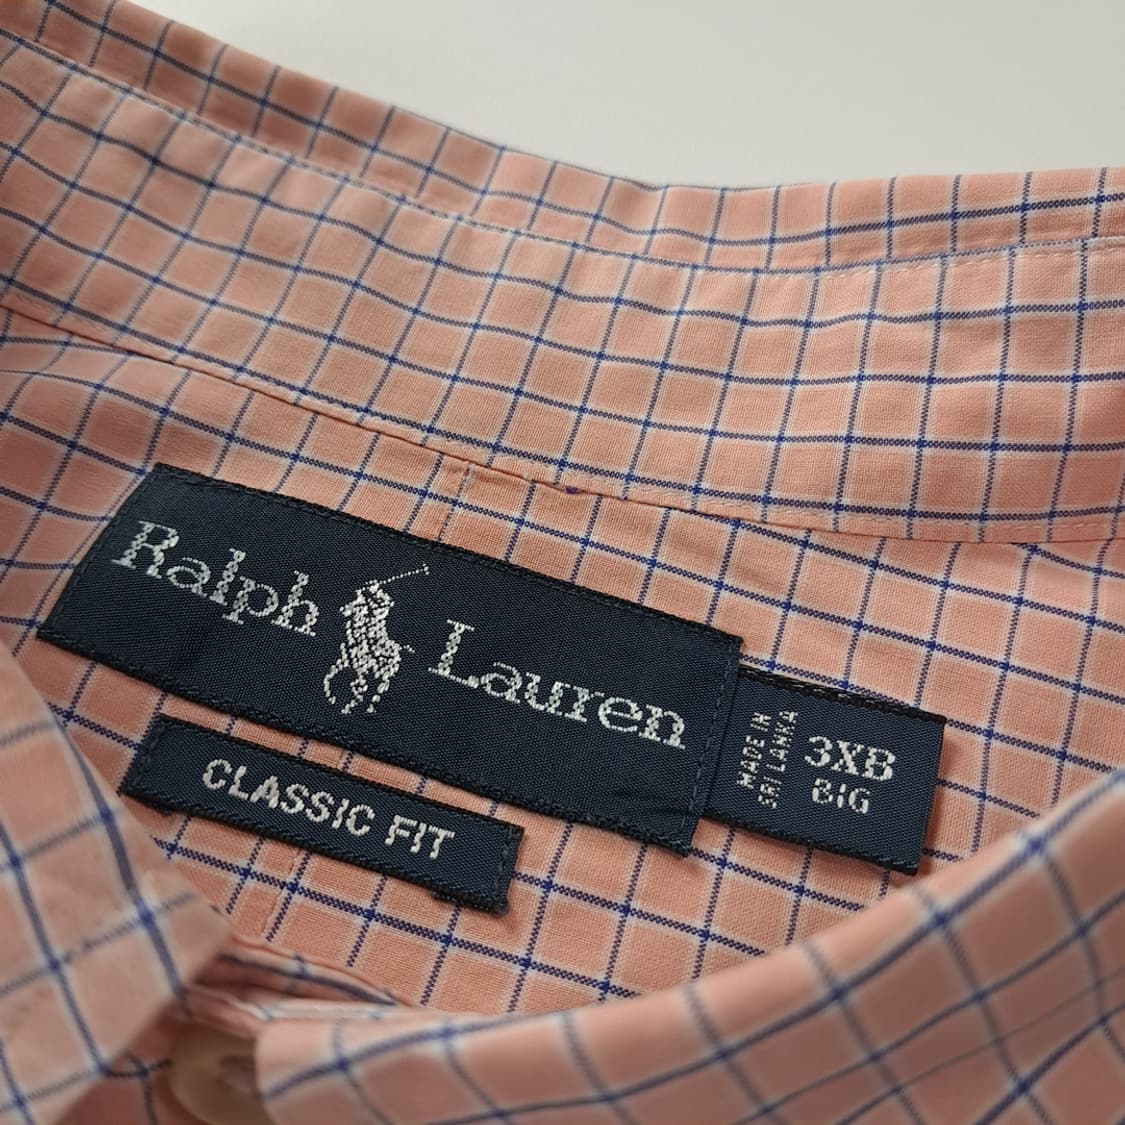 Ralph Lauren
MADE IN
SRI LANKA
3XB
BIG
CLASSIC FIT